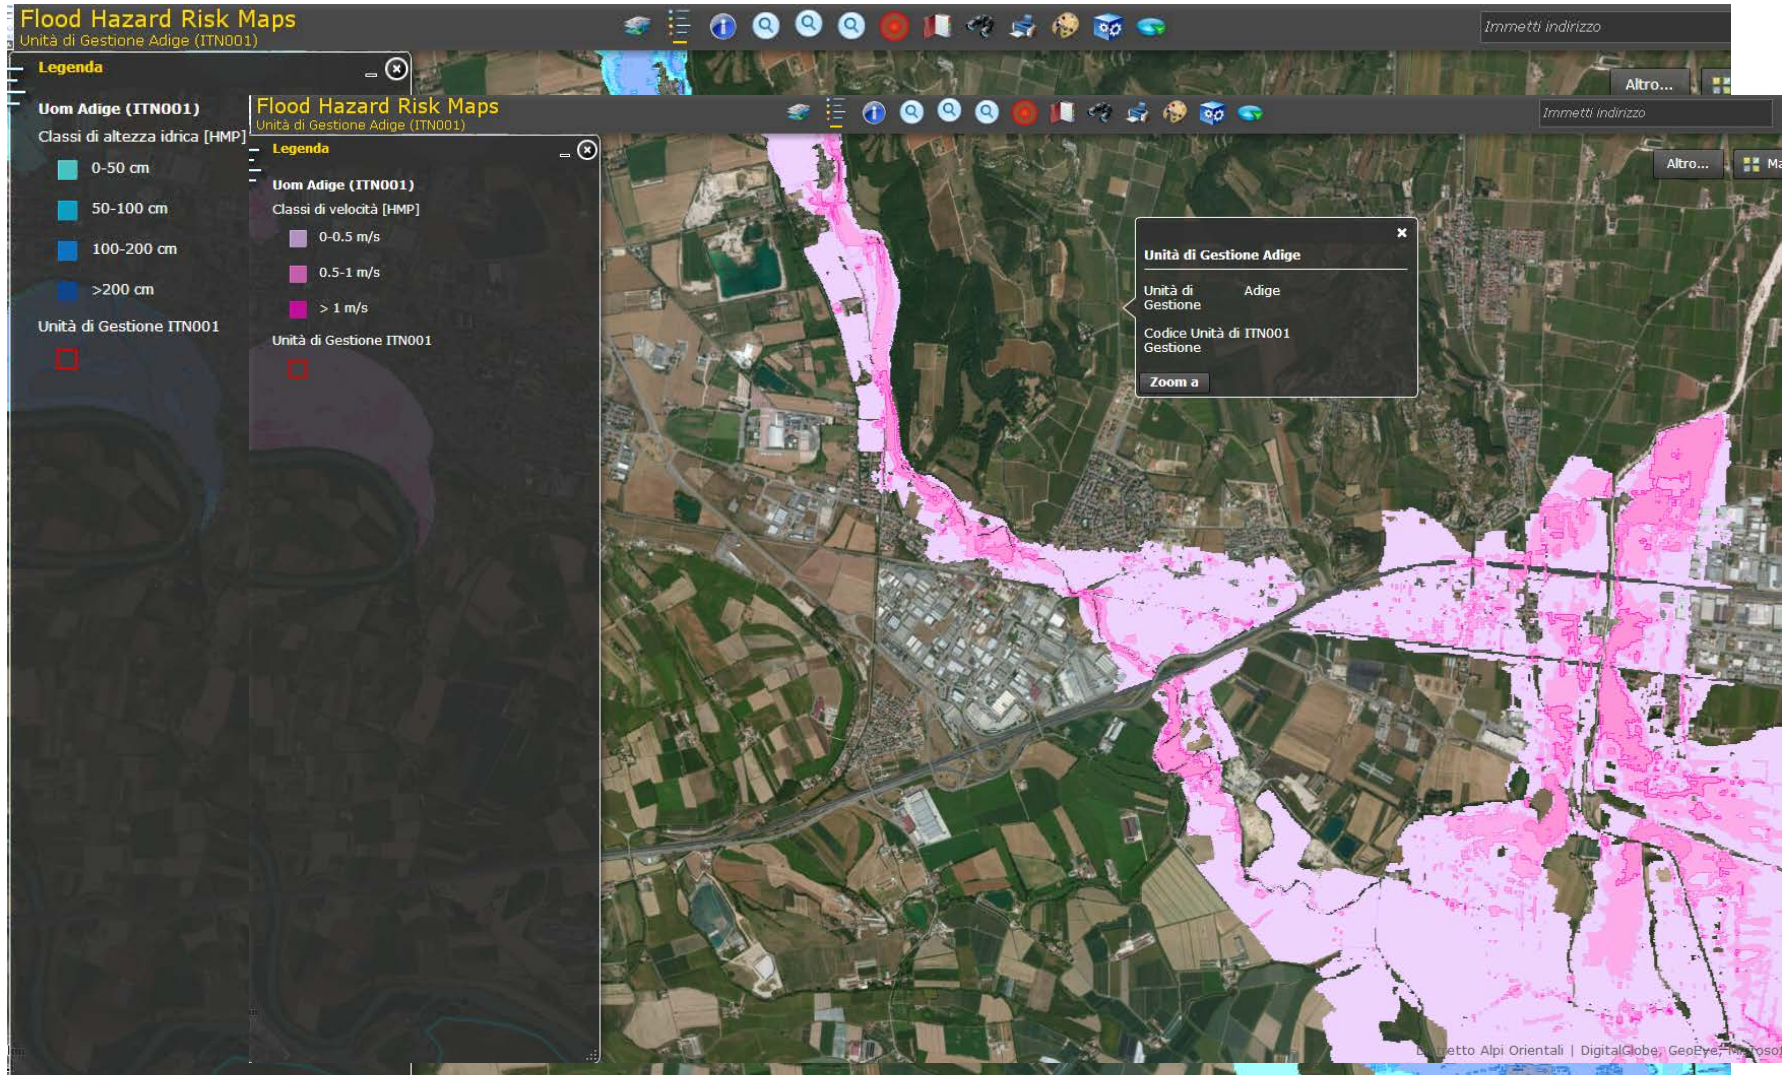 Flood Hazard Risk Maps
Unità di Gestione Adige (ITN001)
Immetti indirizzo
Legenda
Altro...
Uom Adige (ITN001)
Classi di altezza idrica [HMP]
0-50 cm
50-100 cm
100-200 cm
>200 cm
Unità di Gestione ITN001
Flood Hazard Risk Maps
Unità di Gestione Adige (ITN001)
Immetti indirizzo
Legenda
Altro...
Ma
Uom Adige (ITN001)
Classi di velocità [HMP]
0-0.5 m/s
0.5-1 m/s
> 1 m/s
Unità di Gestione ITN001
Unità di Gestione Adige
Unità di Adige
Gestione
Codice Unità di ITN001
Gestione
Zoom a
Alpi Orientali | DigitalGlobe, GeoEye,